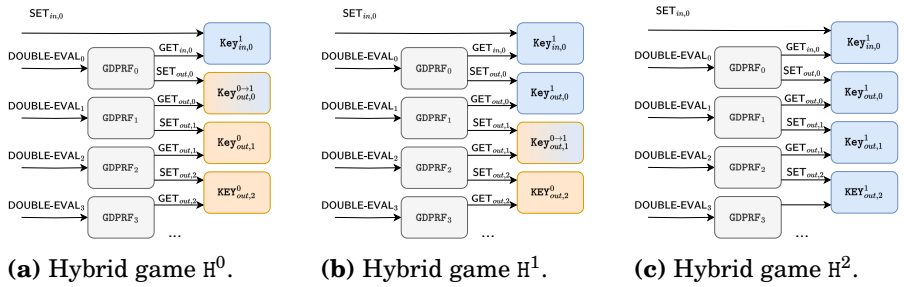 SET_{in,0}
Key^1_{in,0}
GET_{in,0}
DOUBLE-EVAL_0
GDPRF_0
SET_{out,0}
Key^{0→1}_{out,0}
GET_{out,0}
DOUBLE-EVAL_1
GDPRF_1
SET_{out,1}
Key^0_{out,1}
GET_{out,1}
DOUBLE-EVAL_2
GDPRF_2
SET_{out,2}
KEY^0_{out,2}
GET_{out,2}
DOUBLE-EVAL_3
GDPRF_3
...
(a) Hybrid game H^0.
SET_{in,0}
Key^1_{in,0}
GET_{in,0}
DOUBLE-EVAL_0
GDPRF_0
SET_{out,0}
Key^1_{out,0}
GET_{out,0}
DOUBLE-EVAL_1
GDPRF_1
SET_{out,1}
Key^{0→1}_{out,1}
GET_{out,1}
DOUBLE-EVAL_2
GDPRF_2
SET_{out,2}
KEY^0_{out,2}
GET_{out,2}
DOUBLE-EVAL_3
GDPRF_3
...
(b) Hybrid game H^1.
SET_{in,0}
Key^1_{in,0}
GET_{in,0}
DOUBLE-EVAL_0
GDPRF_0
SET_{out,0}
Key^1_{out,0}
GET_{out,0}
DOUBLE-EVAL_1
GDPRF_1
SET_{out,1}
Key^1_{out,1}
GET_{out,1}
DOUBLE-EVAL_2
GDPRF_2
SET_{out,2}
KEY^1_{out,2}
DOUBLE-EVAL_3
GDPRF_3
...
(c) Hybrid game H^2.